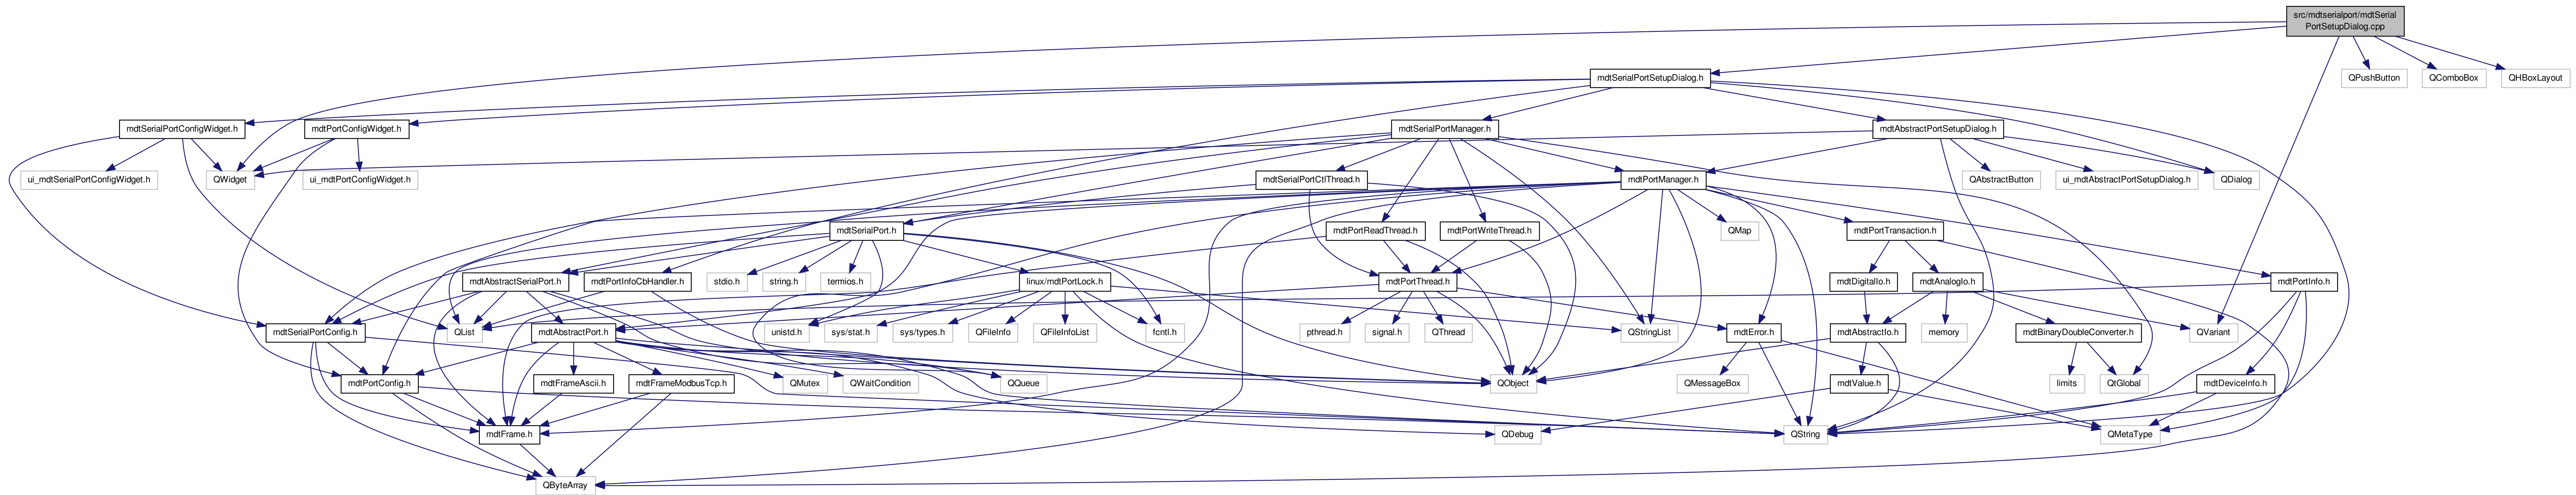 src/mdtserialport/mdtSerial
PortSetupDialog.cpp
mdtSerialPortSetupDialog.h
QPushButton
QComboBox
QHBoxLayout
mdtSerialPortConfigWidget.h
mdtPortConfigWidget.h
mdtSerialPortManager.h
mdtAbstractPortSetupDialog.h
ui_mdtSerialPortConfigWidget.h
QWidget
ui_mdtPortConfigWidget.h
mdtSerialPortCtlThread.h
mdtPortManager.h
QAbstractButton
ui_mdtAbstractPortSetupDialog.h
QDialog
mdtSerialPort.h
mdtPortReadThread.h
mdtPortWriteThread.h
QMap
mdtPortTransaction.h
mdtAbstractSerialPort.h
mdtPortInfoCbHandler.h
stdio.h
string.h
termios.h
linux/mdtPortLock.h
mdtPortThread.h
mdtDigitalIo.h
mdtAnalogIo.h
mdtPortInfo.h
mdtSerialPortConfig.h
QList
mdtAbstractPort.h
unistd.h
sys/stat.h
sys/types.h
QFileInfo
QFileInfoList
fcntl.h
pthread.h
signal.h
QThread
QStringList
mdtError.h
mdtAbstractIo.h
memory
mdtBinaryDoubleConverter.h
QVariant
mdtPortConfig.h
mdtFrameAscii.h
mdtFrameModbusTcp.h
QMutex
QWaitCondition
QQueue
QObject
QMessageBox
mdtValue.h
limits
QtGlobal
mdtDeviceInfo.h
mdtFrame.h
QDebug
QString
QMetaType
QByteArray